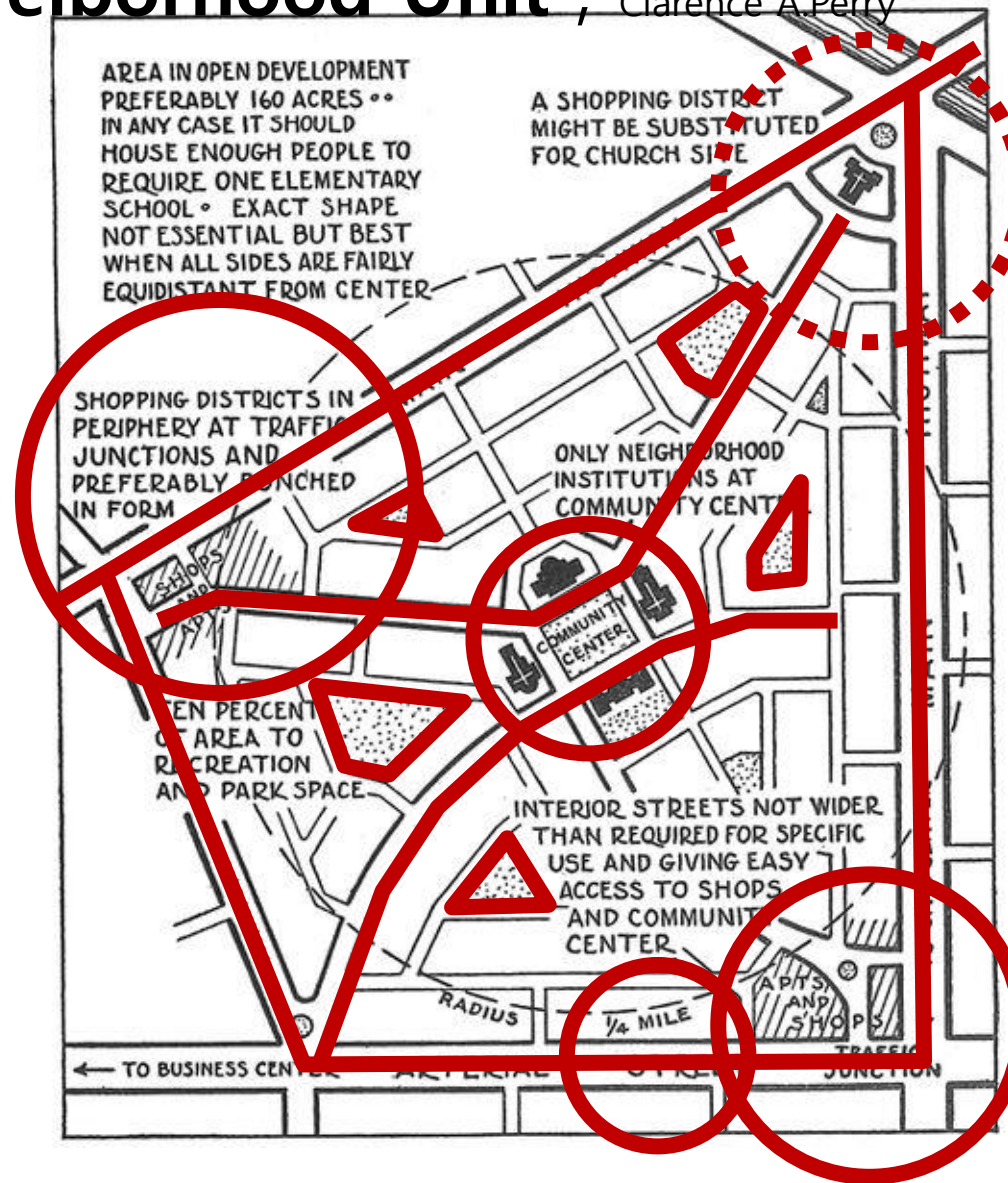 eiborhood Unit , Clarence A.Perry
AREA IN OPEN DEVELOPMENT
PREFERABLY 160 ACRES ••
IN ANY CASE IT SHOULD
HOUSE ENOUGH PEOPLE TO
REQUIRE ONE ELEMENTARY
SCHOOL • EXACT SHAPE
NOT ESSENTIAL BUT BEST
WHEN ALL SIDES ARE FAIRLY
EQUIDISTANT FROM CENTER
A SHOPPING DISTRICT
MIGHT BE SUBSTITUTED
FOR CHURCH SITE
SHOPPING DISTRICTS IN
PERIPHERY AT TRAFFIC
JUNCTIONS AND
PREFERABLY BUNCHED
IN FORM
ONLY NEIGHBORHOOD
INSTITUTIONS AT
COMMUNITY CENTER
SHOPS
AND
APTS
COMMUNITY
CENTER
TEN PERCENT
OF AREA TO
RECREATION
AND PARK SPACE
INTERIOR STREETS NOT WIDER
THAN REQUIRED FOR SPECIFIC
USE AND GIVING EASY
ACCESS TO SHOPS
AND COMMUNITY
CENTER
MAIN
RADIUS
1/4 MILE
APTS
AND
SHOPS
TRAFFIC
JUNCTION
← TO BUSINESS CENTER
ARTERIAL STREET